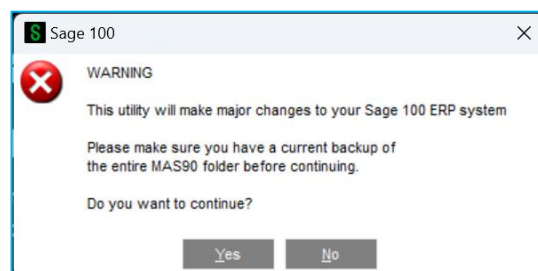 S Sage 100
WARNING
This utility will make major changes to your Sage 100 ERP system
Please make sure you have a current backup of
the entire MAS90 folder before continuing.
Do you want to continue?
Yes No